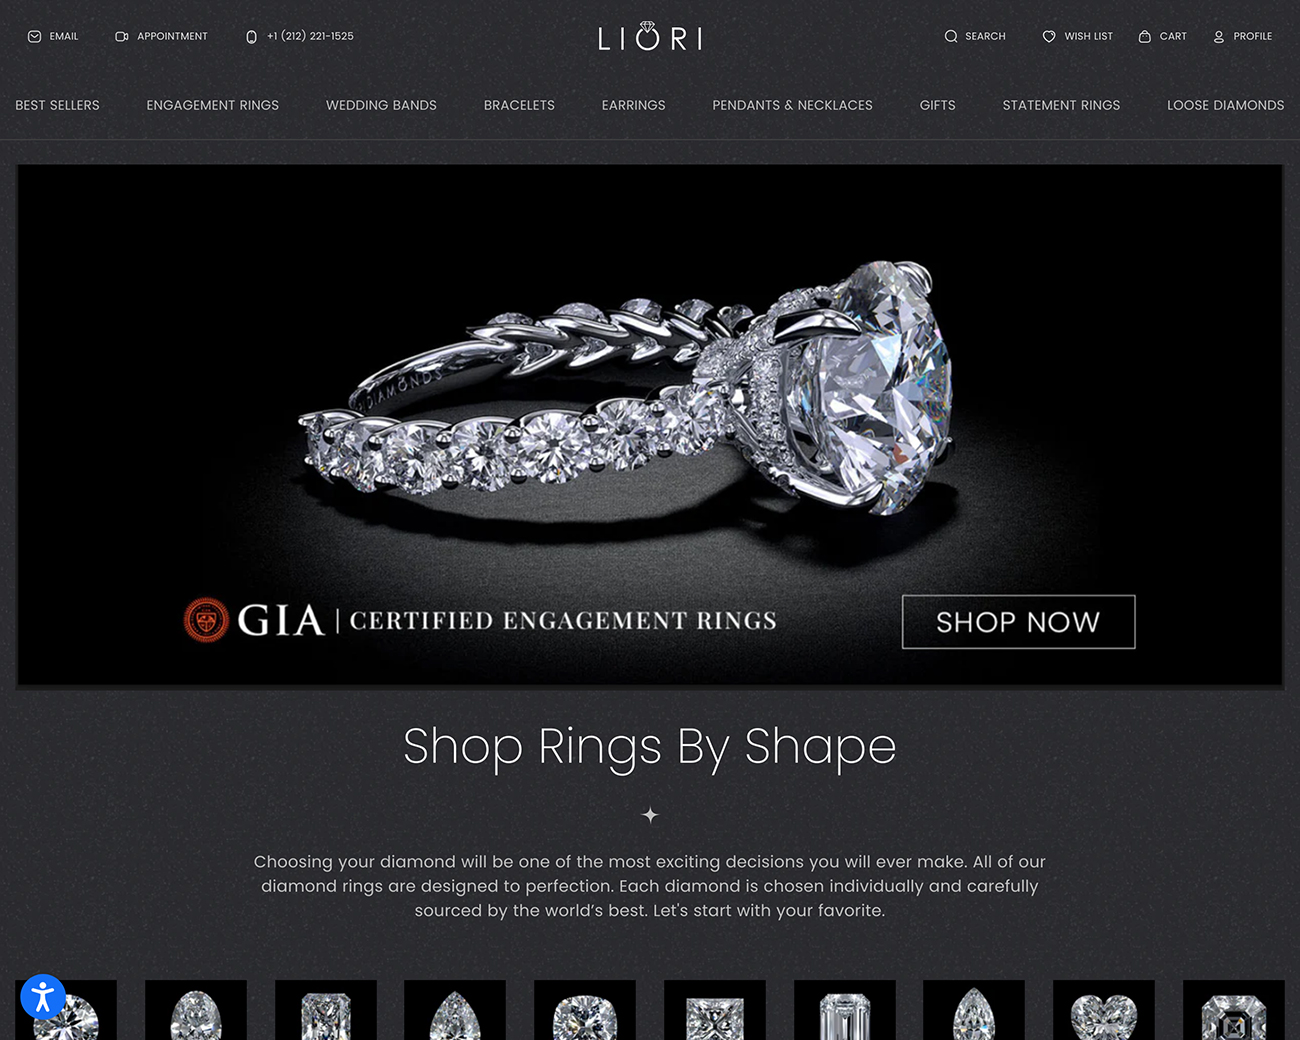 EMAIL
APPOINTMENT
+1 (212) 221-1525
LIORI
SEARCH
WISH LIST
CART
PROFILE
BEST SELLERS
ENGAGEMENT RINGS
WEDDING BANDS
BRACELETS
EARRINGS
PENDANTS & NECKLACES
GIFTS
STATEMENT RINGS
LOOSE DIAMONDS
DIAMONDS
GIA | CERTIFIED ENGAGEMENT RINGS
SHOP NOW
Shop Rings By Shape
Choosing your diamond will be one of the most exciting decisions you will ever make. All of our
diamond rings are designed to perfection. Each diamond is chosen individually and carefully
sourced by the world’s best. Let's start with your favorite.